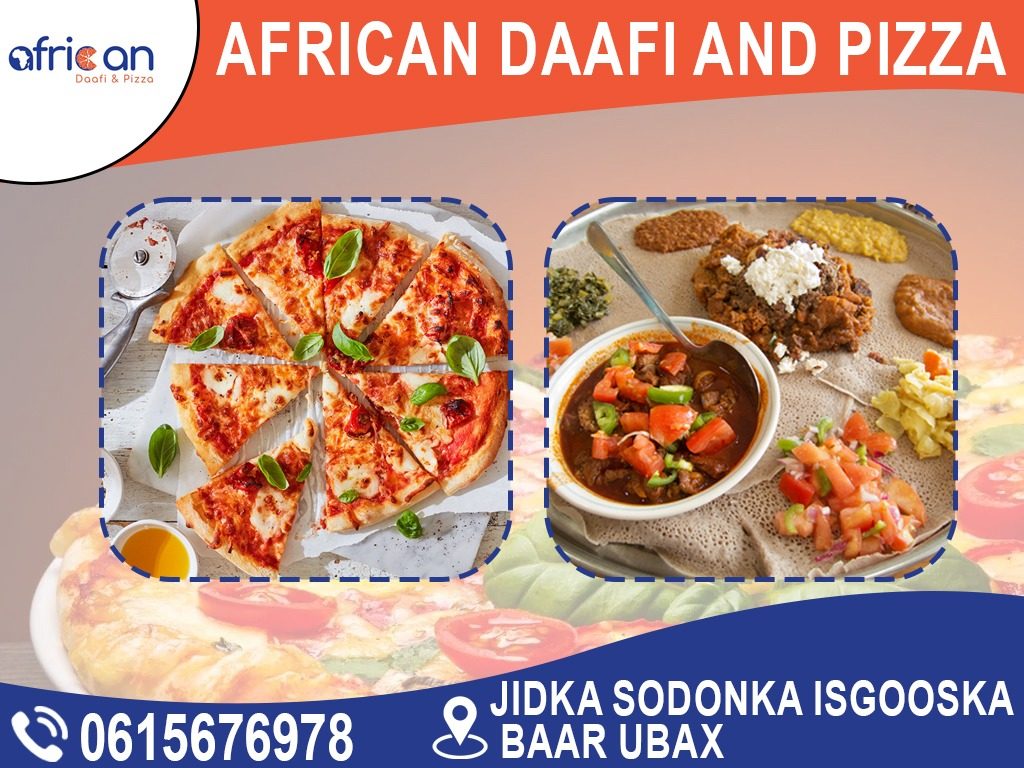 african
Daafi & Pizza
AFRICAN DAAFI AND PIZZA
0615676978
JIDKA SODONKA ISGOOSKA
BAAR UBAX